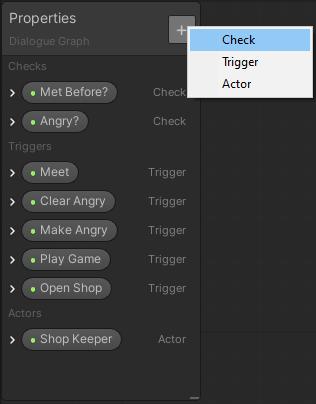 Properties
Dialogue Graph
+
Check
Trigger
Actor
Checks
Met Before? Check
Angry? Check
Triggers
Meet Trigger
Clear Angry Trigger
Make Angry Trigger
Play Game Trigger
Open Shop Trigger
Actors
Shop Keeper Actor